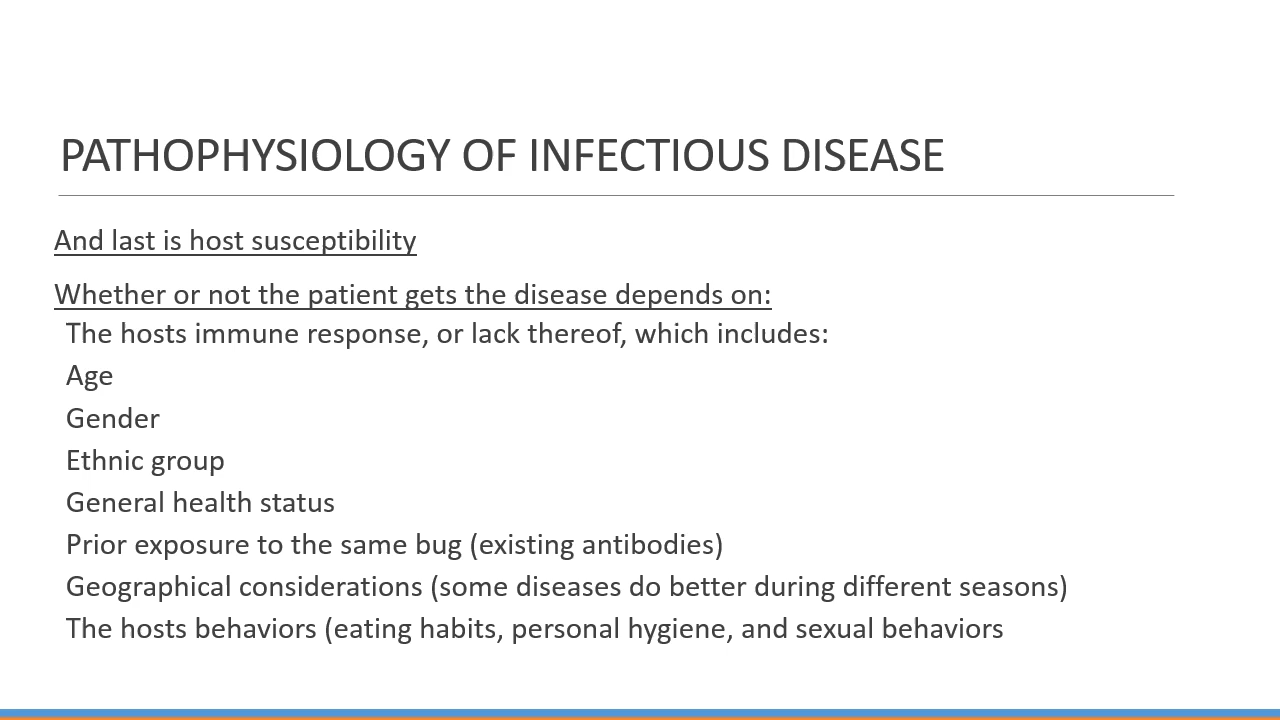 PATHOPHYSIOLOGY OF INFECTIOUS DISEASE
And last is host susceptibility
Whether or not the patient gets the disease depends on:
The hosts immune response, or lack thereof, which includes:
Age
Gender
Ethnic group
General health status
Prior exposure to the same bug (existing antibodies)
Geographical considerations (some diseases do better during different seasons)
The hosts behaviors (eating habits, personal hygiene, and sexual behaviors